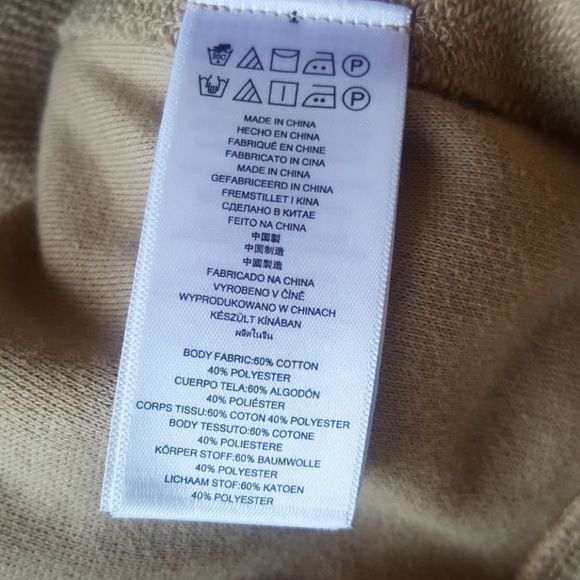 30C P
P
MADE IN CHINA
HECHO EN CHINA
FABRIQUÉ EN CHINE
FABBRICATO IN CINA
MADE IN CHINA
GEFABRICEERD IN CHINA
FREMSTILLET I KINA
СДЕЛАНО В КИТАЕ
FEITO NA CHINA
中国製
中国制造
中國製造
FABRICADO NA CHINA
VYROBENO V ČÍNĚ
WYPRODUKOWANO W CHINACH
KÉSZÜLT KÍNÁBAN
ผลิตในจีน
BODY FABRIC:60% COTTON
40% POLYESTER
CUERPO TELA:60% ALGODÓN
40% POLIÉSTER
CORPS TISSU:60% COTON 40% POLYESTER
BODY TESSUTO:60% COTONE
40% POLIESTERE
KÖRPER STOFF:60% BAUMWOLLE
40% POLYESTER
LICHAAM STOF:60% KATOEN
40% POLYESTER